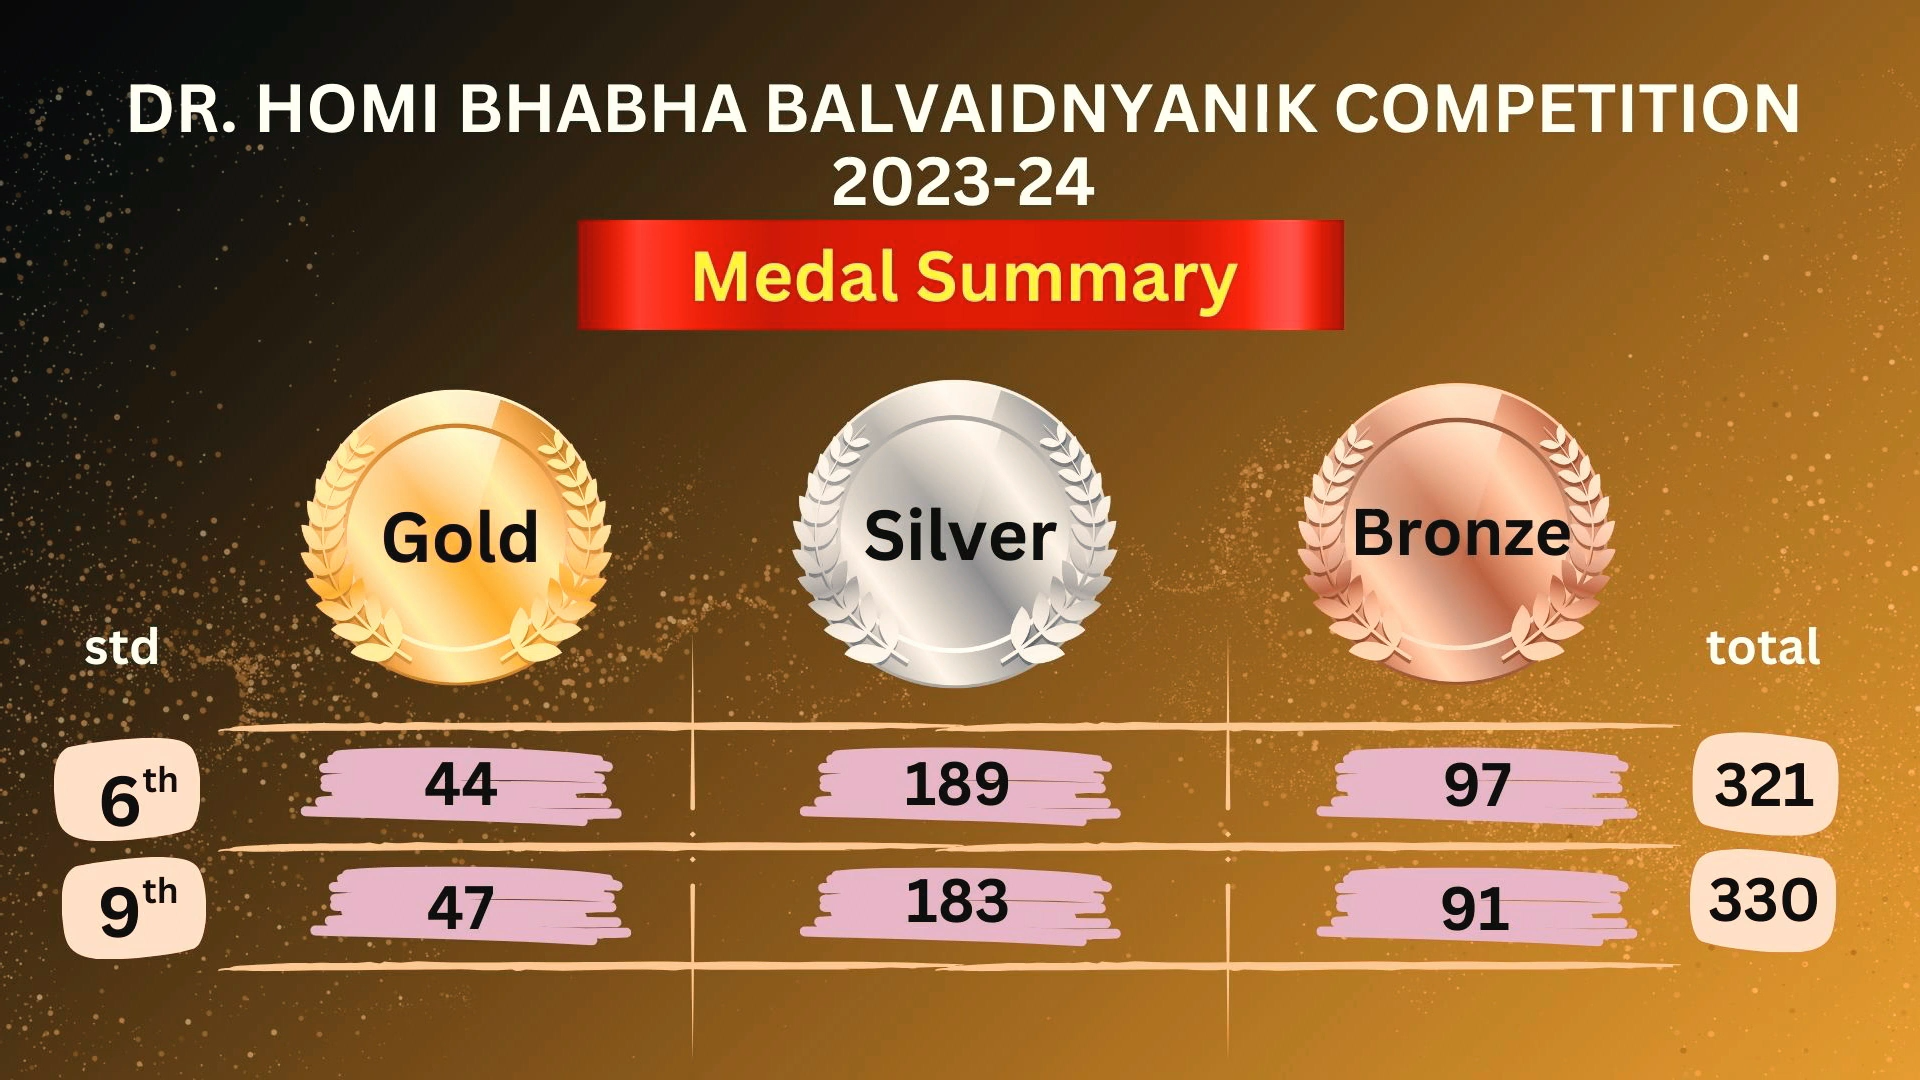 DR. HOMI BHABHA BALVAIDNYANIK COMPETITION
2023-24
Medal Summary
Gold
Silver
Bronze
std
total
6th 44 189 97 321
9th 47 183 91 330